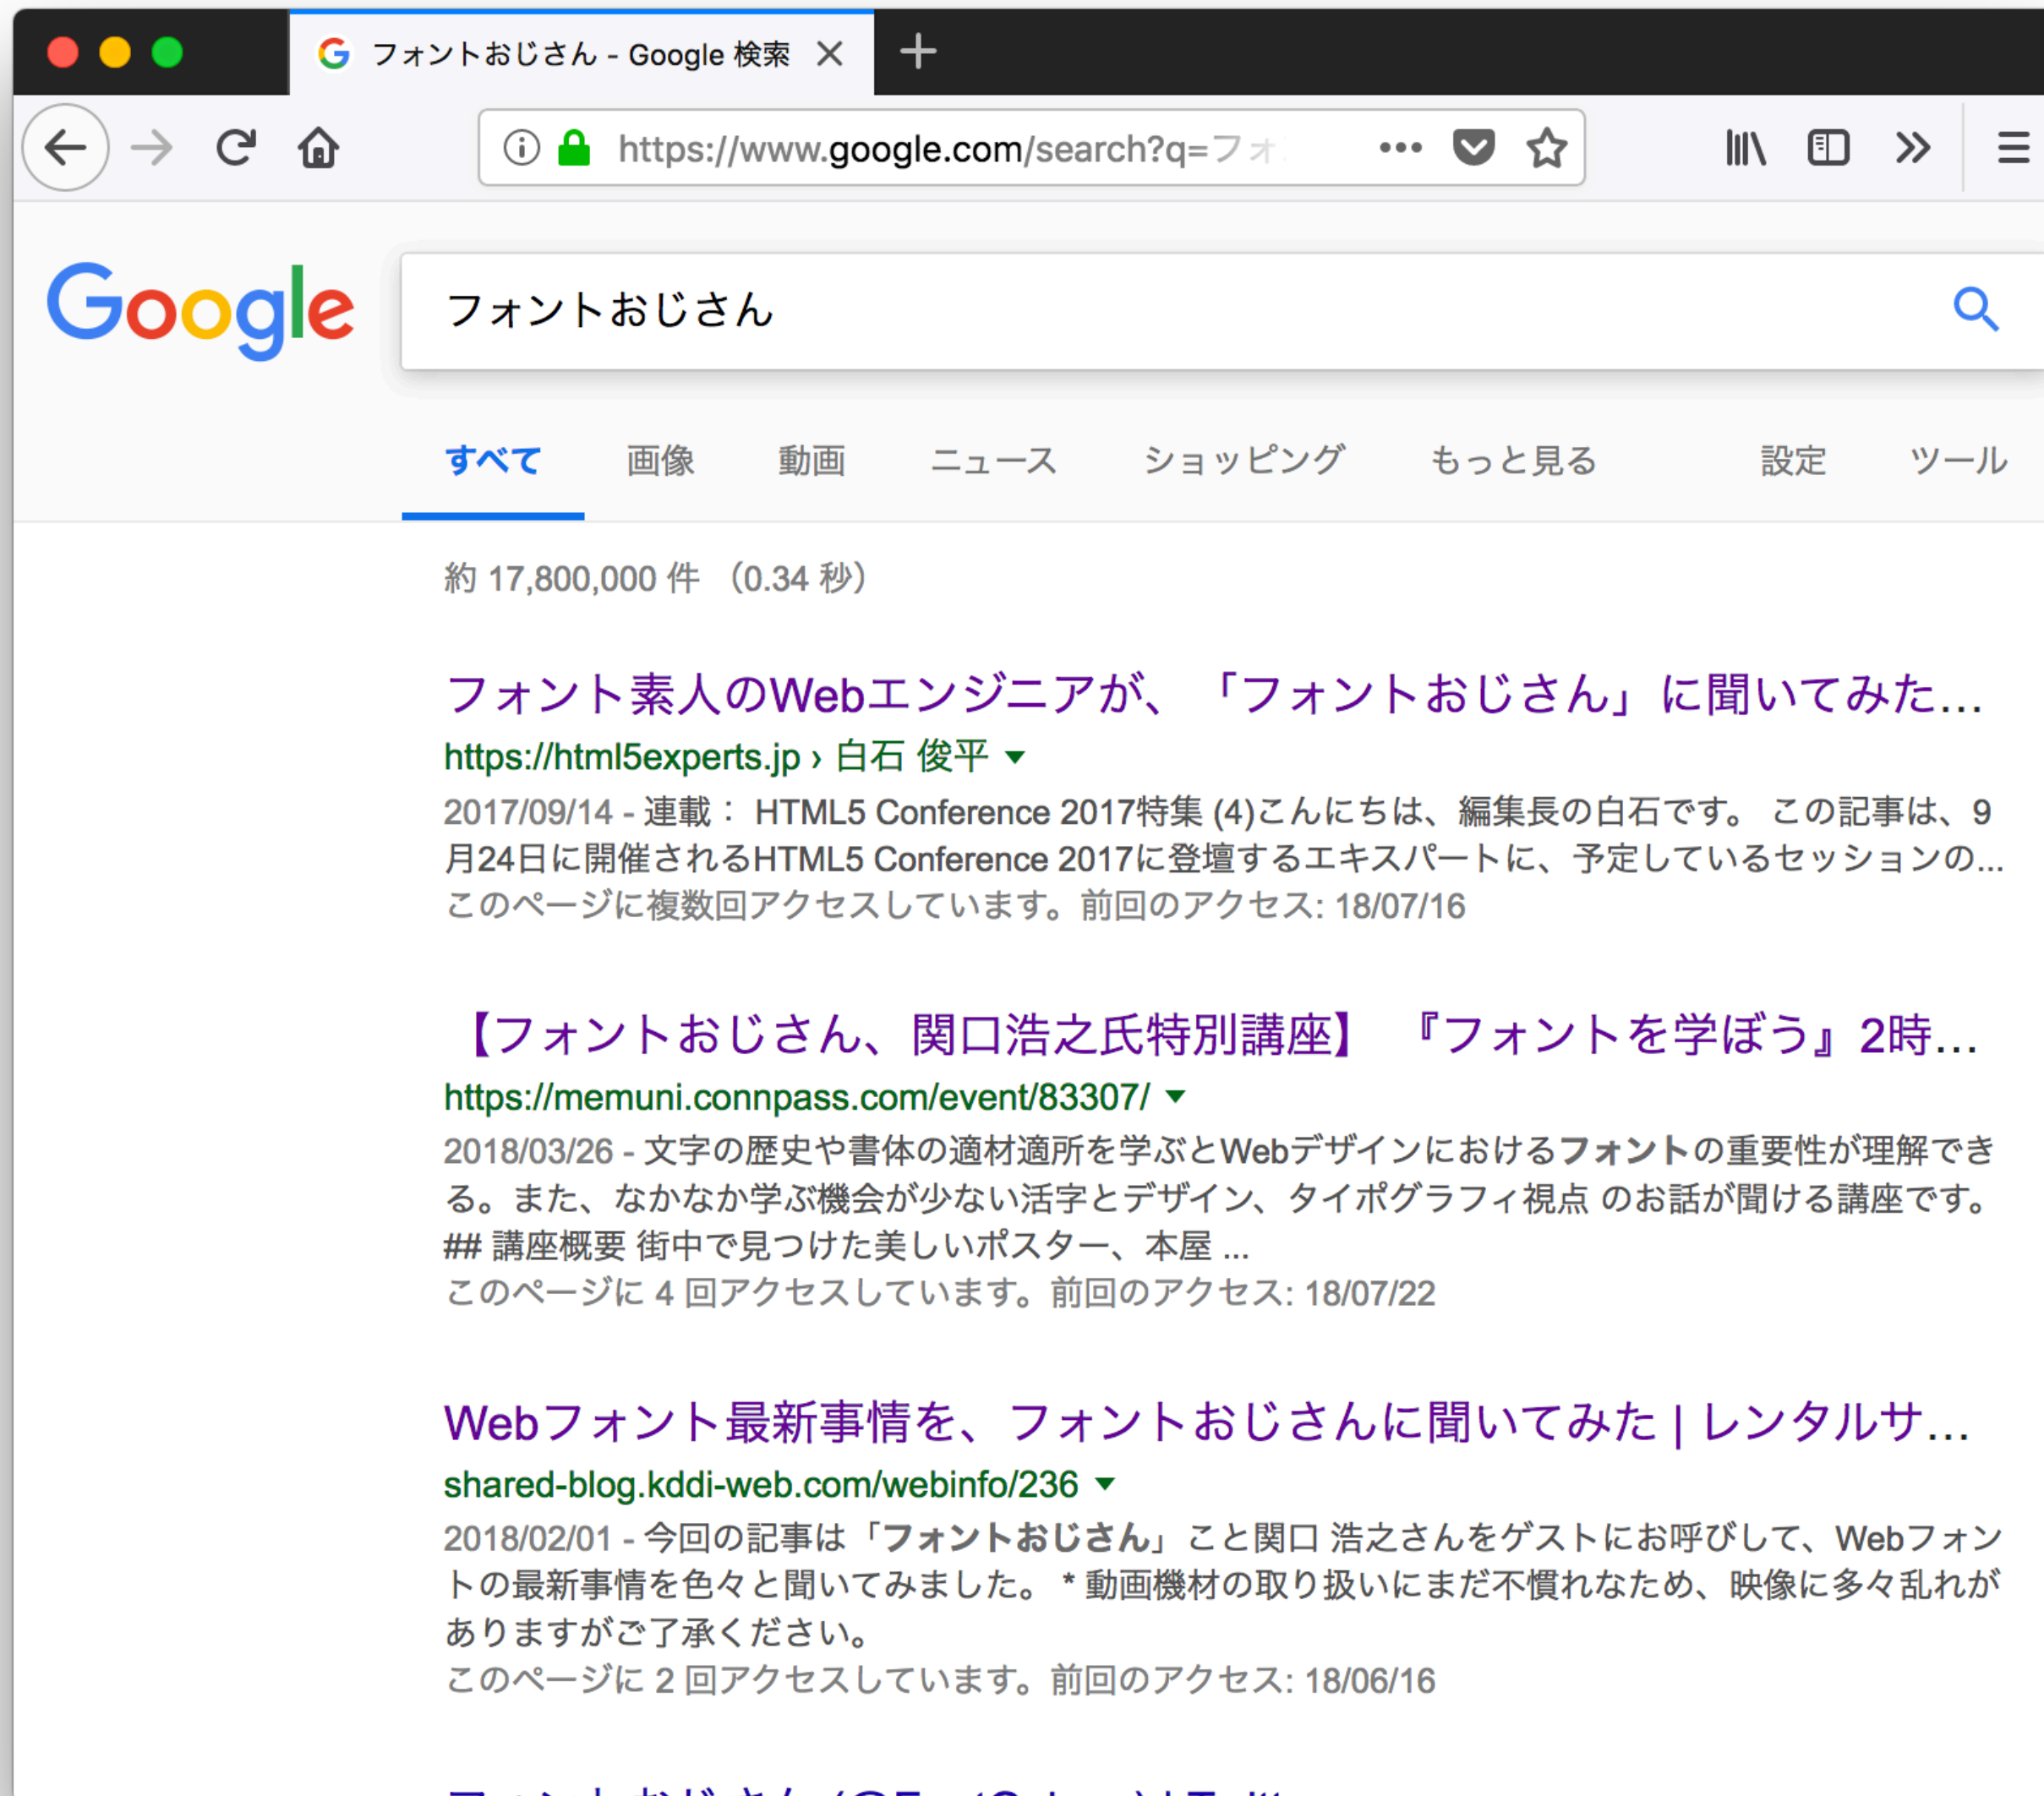 フォントおじさん - Google 検索
https://www.google.com/search?q=フォ
Google
フォントおじさん
すべて 画像 動画 ニュース ショッピング もっと見る 設定 ツール
約 17,800,000 件 （0.34 秒）
フォント素人のWebエンジニアが、「フォントおじさん」に聞いてみた...
https://html5experts.jp › 白石 俊平
2017/09/14 - 連載： HTML5 Conference 2017特集 (4)こんにちは、編集長の白石です。 この記事は、9
月24日に開催されるHTML5 Conference 2017に登壇するエキスパートに、予定しているセッションの...
このページに複数回アクセスしています。前回のアクセス: 18/07/16
【フォントおじさん、関口浩之氏特別講座】 『フォントを学ぼう』2時...
https://memuni.connpass.com/event/83307/
2018/03/26 - 文字の歴史や書体の適材適所を学ぶとWebデザインにおけるフォントの重要性が理解でき
る。また、なかなか学ぶ機会が少ない活字とデザイン、タイポグラフィ視点 のお話が聞ける講座です。
## 講座概要 街中で見つけた美しいポスター、本屋 ...
このページに 4 回アクセスしています。前回のアクセス: 18/07/22
Webフォント最新事情を、フォントおじさんに聞いてみた | レンタルサ...
shared-blog.kddi-web.com/webinfo/236
2018/02/01 - 今回の記事は「フォントおじさん」こと関口 浩之さんをゲストにお呼びして、Webフォン
トの最新事情を色々と聞いてみました。 * 動画機材の取り扱いにまだ不慣れなため、映像に多々乱れが
ありますがご了承ください。
このページに 2 回アクセスしています。前回のアクセス: 18/06/16